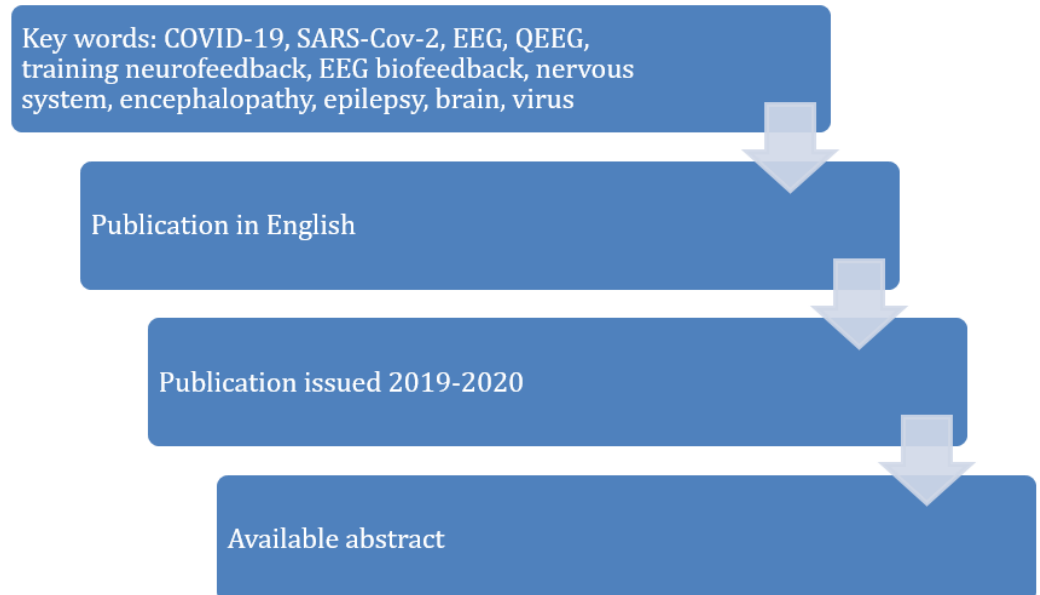 Key words: COVID-19, SARS-Cov-2, EEG, QEEG,
training neurofeedback, EEG biofeedback, nervous
system, encephalopathy, epilepsy, brain, virus
Publication in English
Publication issued 2019-2020
Available abstract